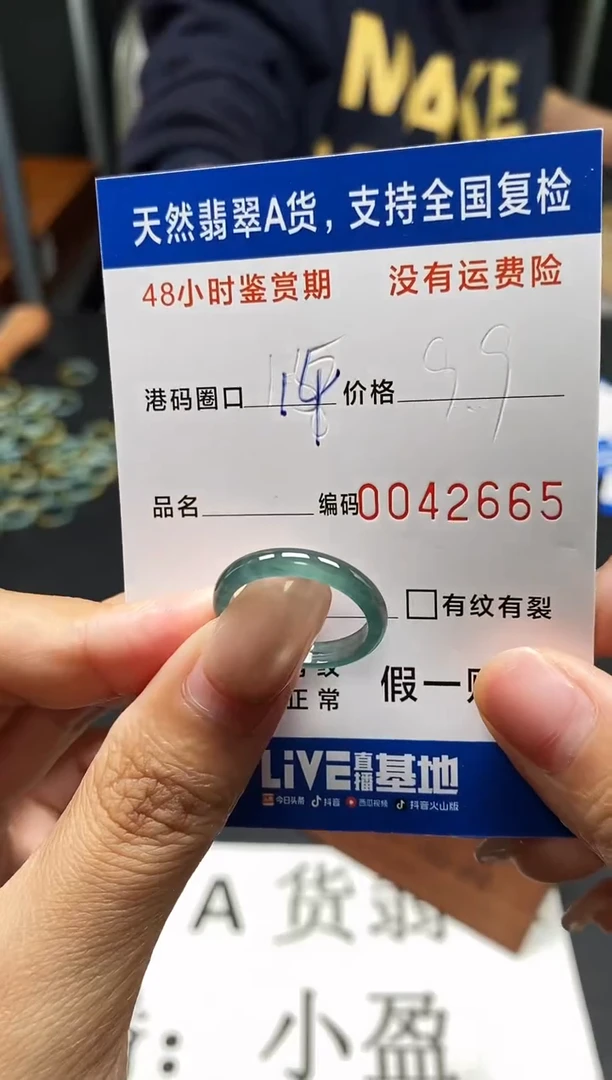 MAKE
天然翡翠A货，支持全国复检
48小时鉴赏期 没有运费险
港码圈口 价格 9.9
品名 编码0042665
有纹有裂
正常 假一
LiVE直播基地
今日头条 抖音 西瓜视频 抖音火山版
A货翡
小盈